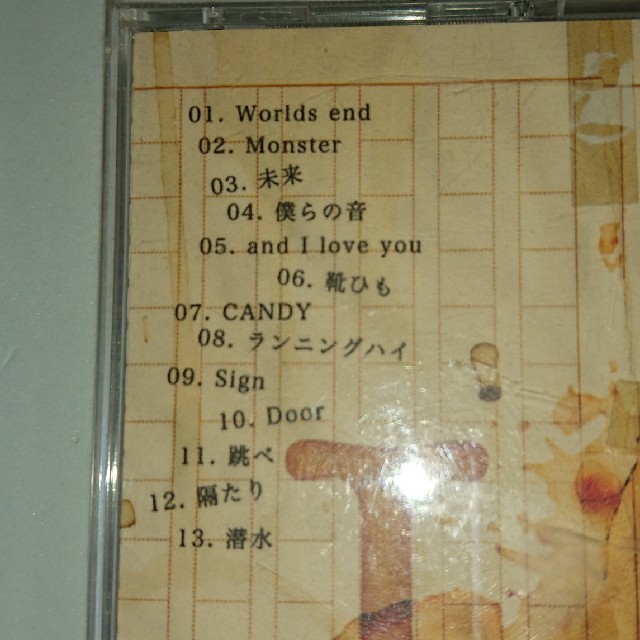 01. Worlds end
02. Monster
03. 未来
04. 僕らの音
05. and I love you
06. 靴ひも
07. CANDY
08. ランニングハイ
09. Sign
10. Door
11. 跳べ
12. 隔たり
13. 潜水